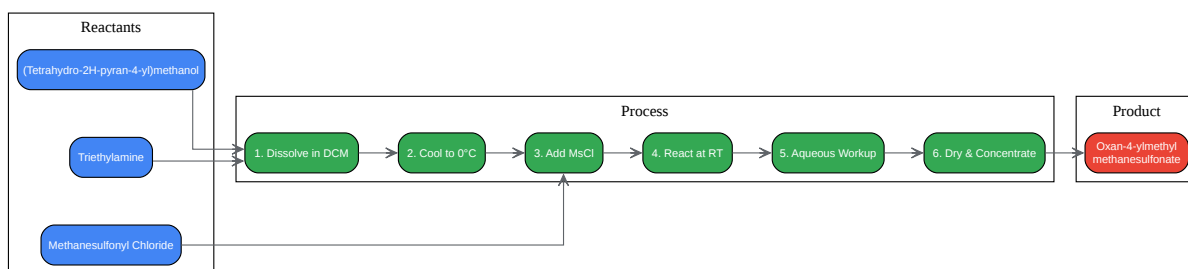 Reactants
(Tetrahydro-2H-pyran-4-yl)methanol
Triethylamine
Methanesulfonyl Chloride
Process
1. Dissolve in DCM
2. Cool to 0°C
3. Add MsCl
4. React at RT
5. Aqueous Workup
6. Dry & Concentrate
Product
Oxan-4-ylmethyl
methanesulfonate